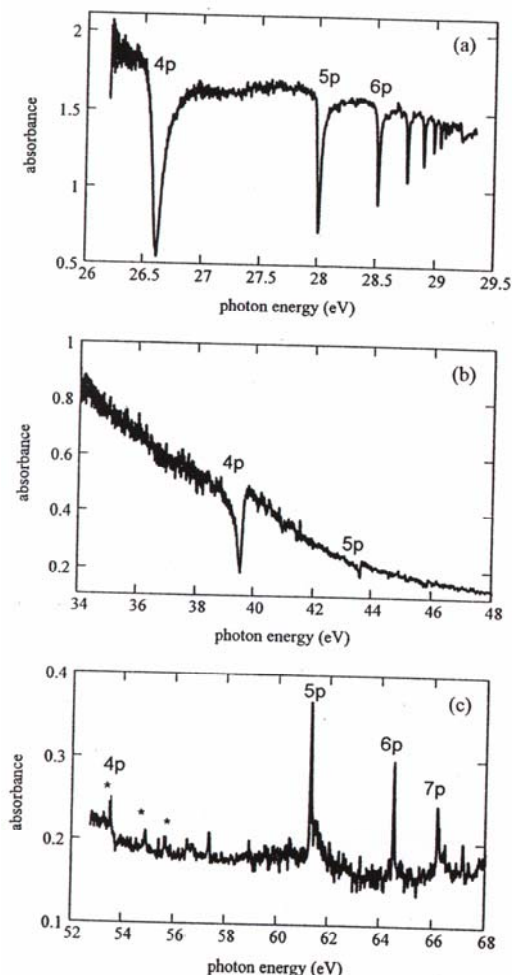 2
(a)
4p
5p
6p
1.5
absorbance
1
0.5
26
26.5
27
27.5
28
28.5
29
29.5
photon energy (eV)
1
(b)
0.8
absorbance
0.6
4p
0.4
5p
0.2
34
36
38
40
42
44
46
48
photon energy (eV)
0.4
5p
(c)
0.3
absorbance
6p
7p
4p
*
*
*
0.2
0.1
52
54
56
58
60
62
64
66
68
photon energy (eV)